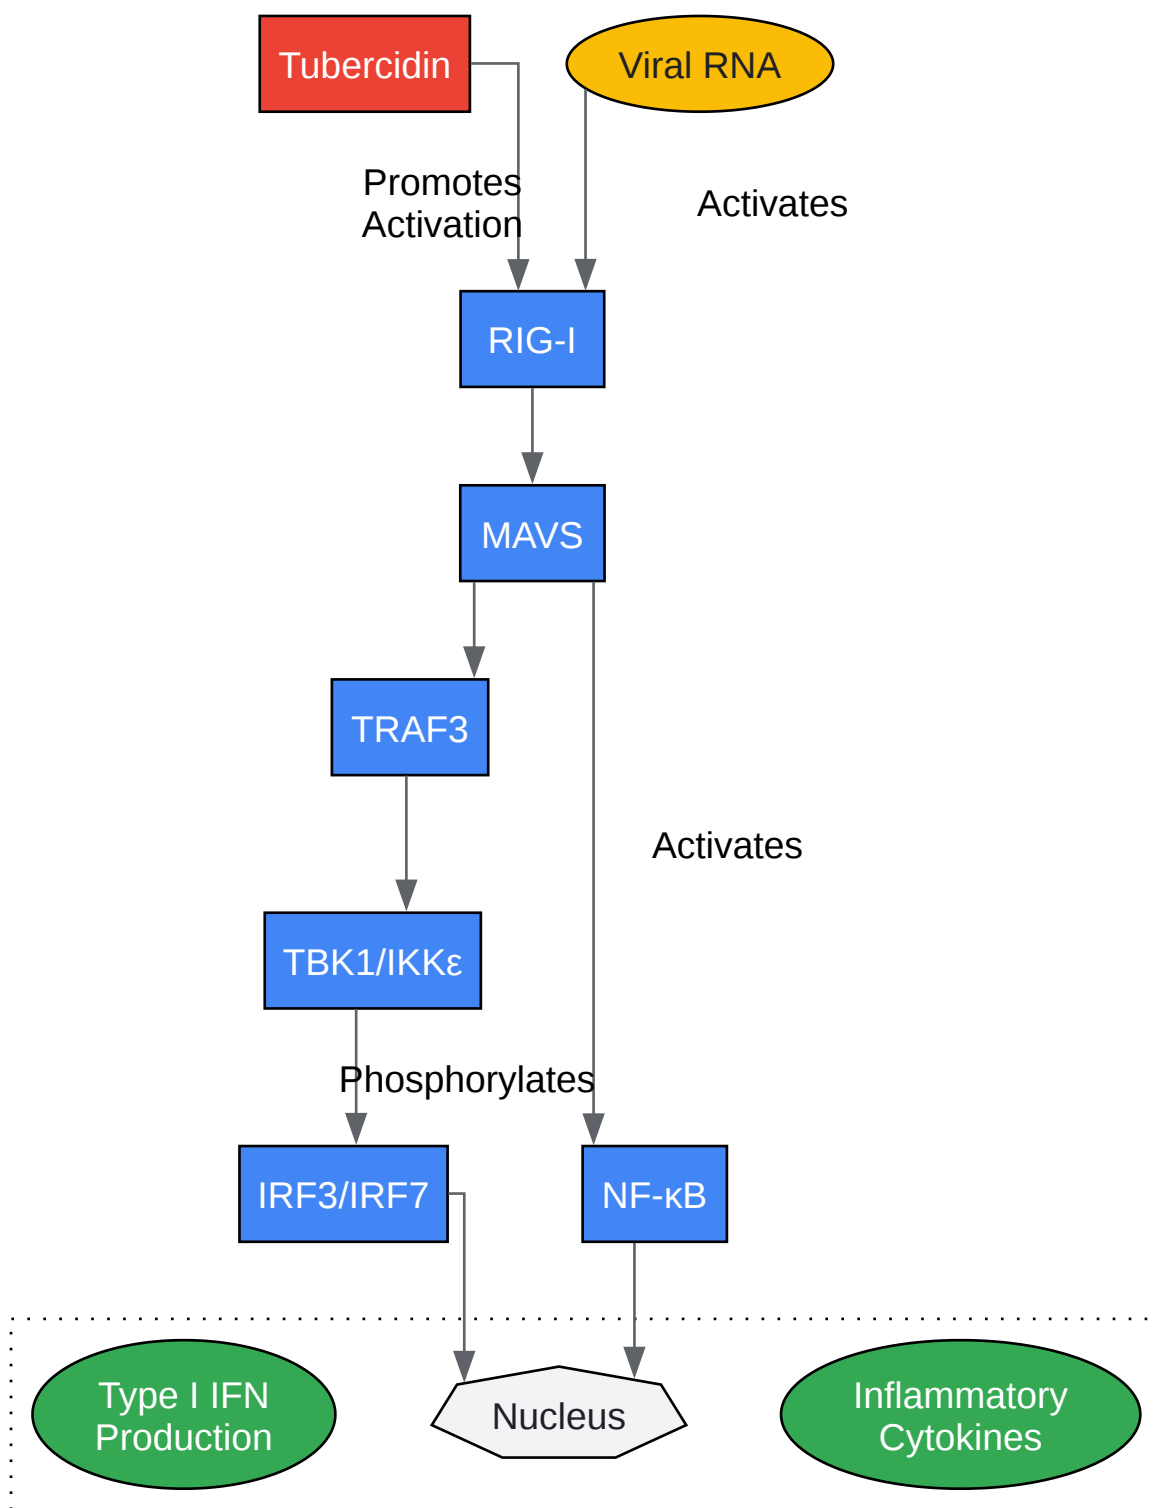 Tubercidin
Viral RNA
Promotes
Activation
Activates
RIG-I
MAVS
TRAF3
Activates
TBK1/IKKε
Phosphorylates
IRF3/IRF7
NF-κB
Type I IFN
Production
Nucleus
Inflammatory
Cytokines